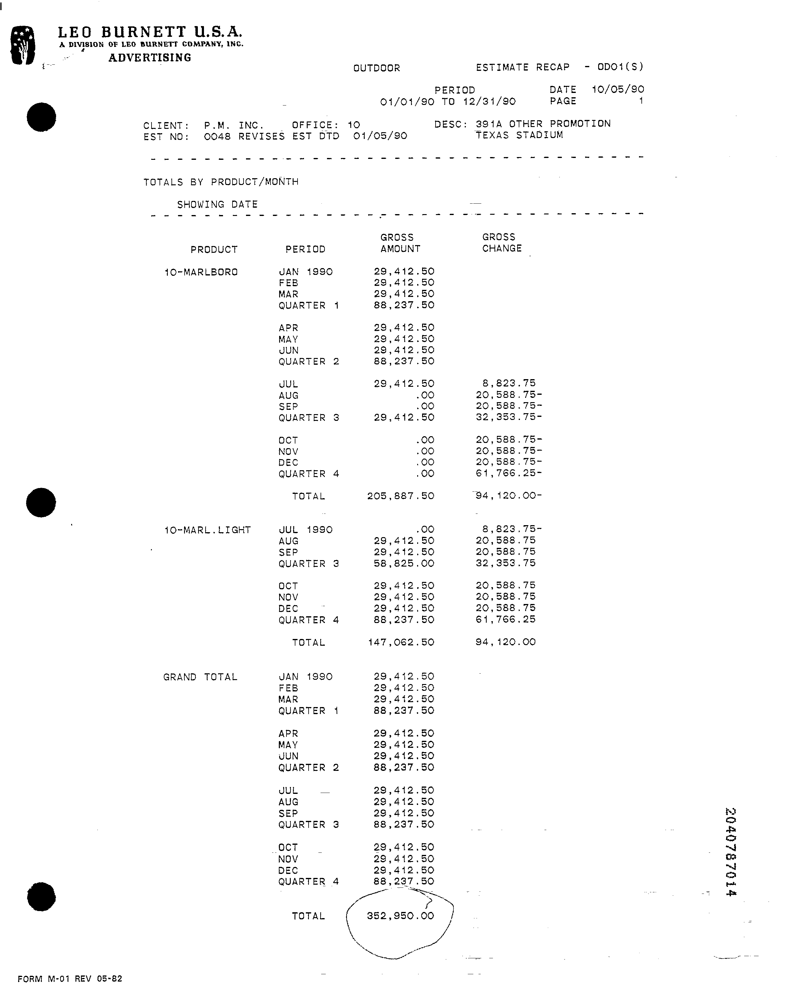 LEO BURNETT U.S.A.
A DIVISION OF LEO BURNETT COMPANY, INC.
ADVERTISING
OUTDOOR ESTIMATE RECAP - ODO1(S)
PERIOD DATE 10/05/90
01/01/90 TO 12/31/90 PAGE 1
CLIENT: P.M. INC. OFFICE: 10 DESC: 391A OTHER PROMOTION
EST NO: 0048 REVISES EST DTD 01/05/90 TEXAS STADIUM
TOTALS BY PRODUCT/MONTH
SHOWING DATE
GROSS GROSS
PRODUCT PERIOD AMOUNT CHANGE
10-MARLBORO JAN 1990 29,412.50
FEB 29,412.50
MAR 29,412.50
QUARTER 1 88,237.50
APR 29,412.50
MAY 29,412.50
JUN 29,412.50
QUARTER 2 88,237.50
JUL 29,412.50 8,823.75
AUG .00 20,588.75-
SEP .00 20,588.75-
QUARTER 3 29,412.50 32,353.75-
OCT .00 20,588.75-
NOV .00 20,588.75-
DEC .00 20,588.75-
QUARTER 4 .00 61,766.25-
TOTAL 205,887.50 94,120.00-
10-MARL.LIGHT JUL 1990 .00 8,823.75-
AUG 29,412.50 20,588.75
SEP 29,412.50 20,588.75
QUARTER 3 58,825.00 32,353.75
OCT 29,412.50 20,588.75
NOV 29,412.50 20,588.75
DEC 29,412.50 20,588.75
QUARTER 4 88,237.50 61,766.25
TOTAL 147,062.50 94,120.00
GRAND TOTAL JAN 1990 29,412.50
FEB 29,412.50
MAR 29,412.50
QUARTER 1 88,237.50
APR 29,412.50
MAY 29,412.50
JUN 29,412.50
QUARTER 2 88,237.50
JUL 29,412.50
AUG 29,412.50
SEP 29,412.50
QUARTER 3 88,237.50
OCT 29,412.50
NOV 29,412.50
DEC 29,412.50
QUARTER 4 88,237.50
TOTAL 352,950.00
2040787014
FORM M-01 REV 05-82